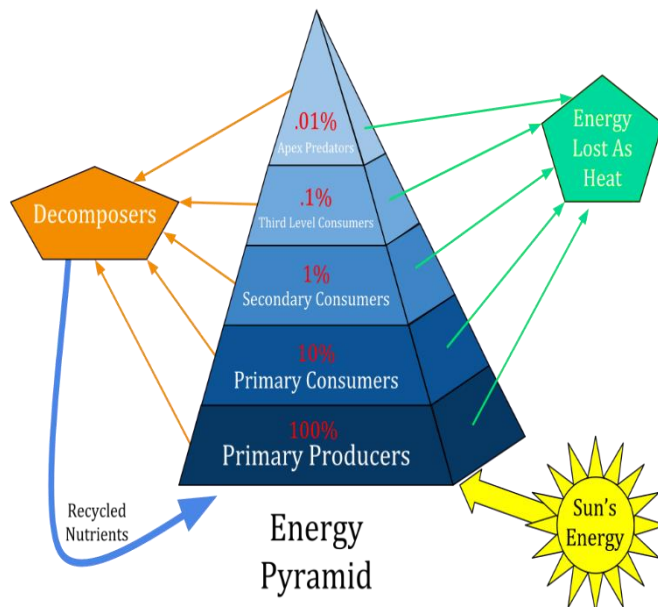 .01%
Apex Predators
.1%
Third Level Consumers
1%
Secondary Consumers
10%
Primary Consumers
100%
Primary Producers
Energy
Lost As
Heat
Decomposers
Recycled
Nutrients
Sun's
Energy
Energy
Pyramid